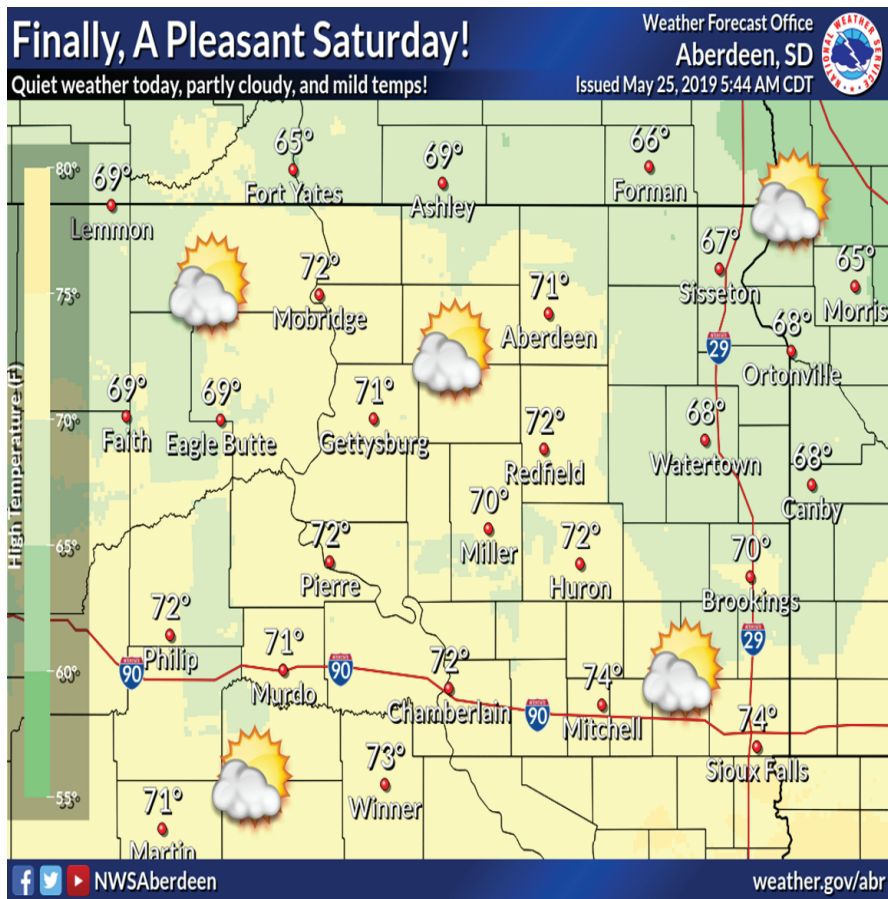 Finally, A Pleasant Saturday!
Quiet weather today, partly cloudy, and mild temps!
Weather Forecast Office
Aberdeen, SD
Issued May 25, 2019 5:44 AM CDT
NATIONAL WEATHER SERVICE
High Temperature (F)
80°
75°
70°
65°
60°
55°
69°
Lemmon
65°
Fort Yates
69°
Ashley
66°
Forman
72°
Mobridge
71°
Aberdeen
67°
Sisseton
65°
Morris
68°
Ortonville
29
69°
Faith
69°
Eagle Butte
71°
Gettysburg
72°
Redfield
68°
Watertown
68°
Canby
70°
Miller
72°
Pierre
72°
Huron
70°
Brookings
29
72°
Philip
90
71°
Murdo
90
72°
Chamberlain
90
74°
Mitchell
74°
Sioux Falls
73°
Winner
71°
Martin
NWSAberdeen
weather.gov/abr